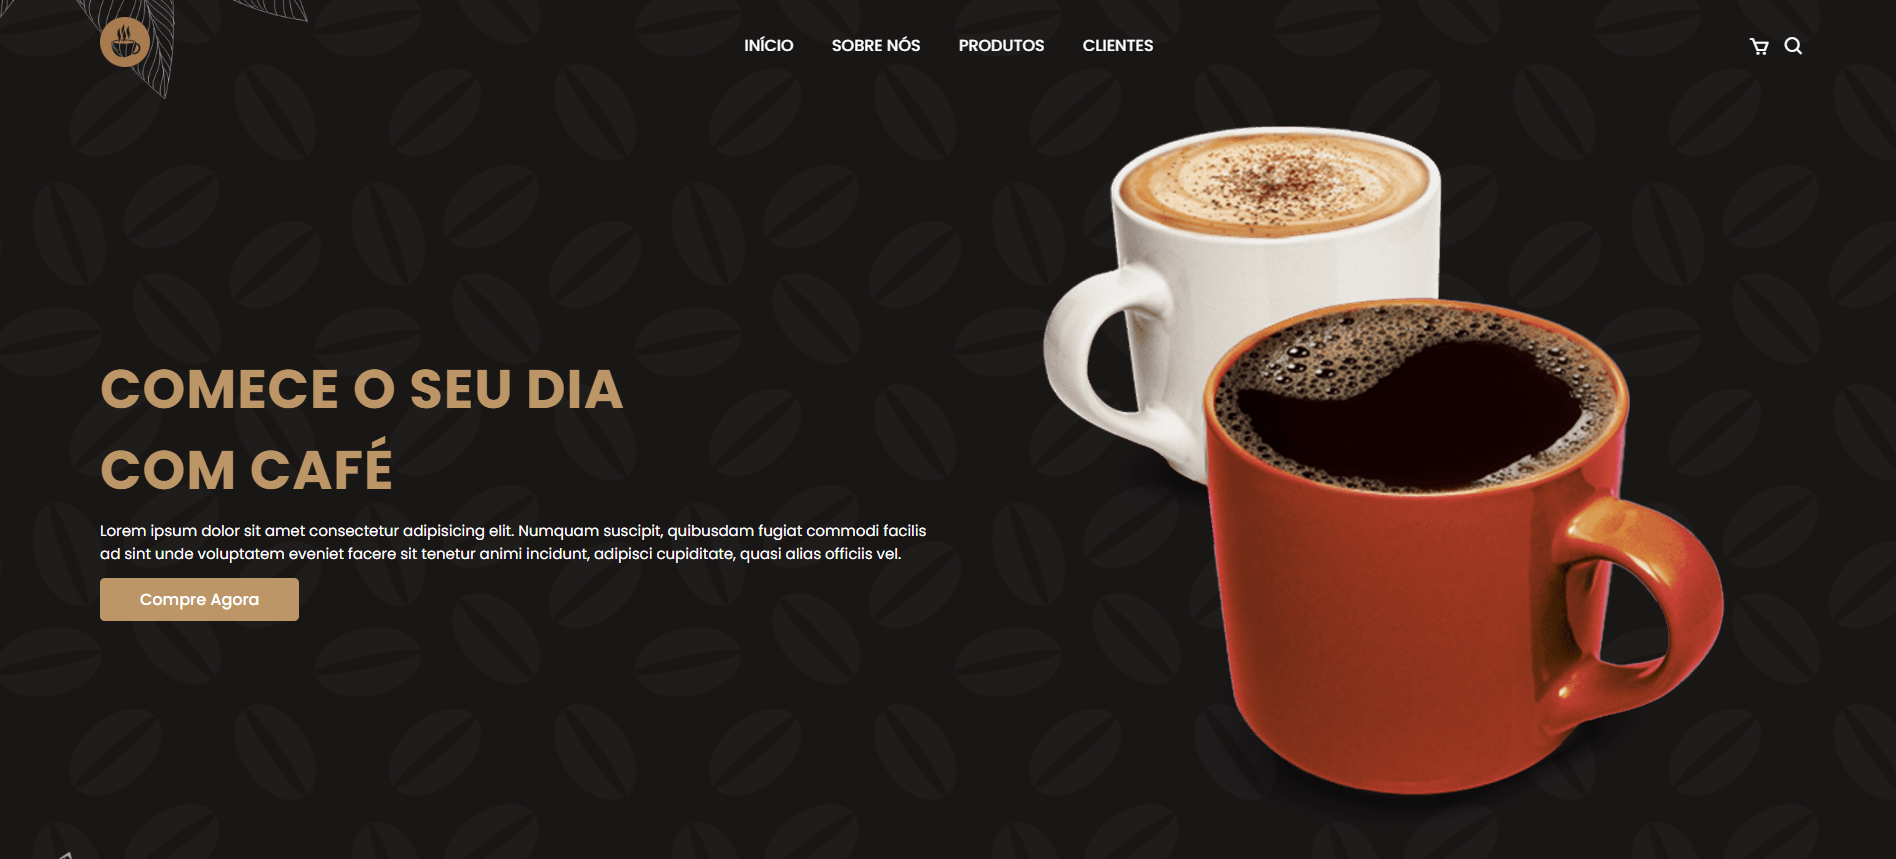 INÍCIO SOBRE NÓS PRODUTOS CLIENTES
COMECE O SEU DIA
COM CAFÉ
Lorem ipsum dolor sit amet consectetur adipisicing elit. Numquam suscipit, quibusdam fugiat commodi facilis
ad sint unde voluptatem eveniet facere sit tenetur animi incidunt, adipisci cupiditate, quasi alias officiis vel.
Compre Agora